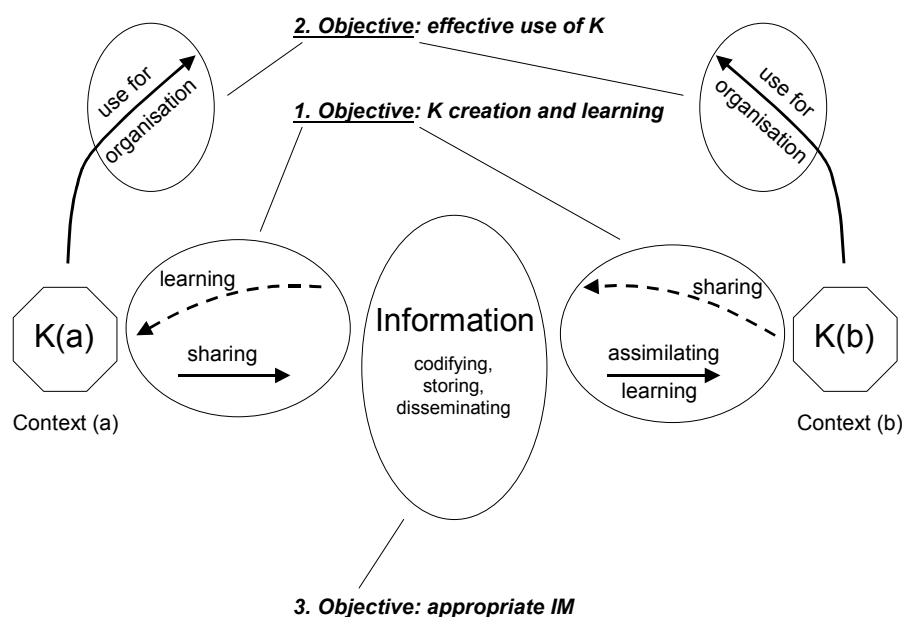 2. Objective: effective use of K
use for
organisation
use for
organisation
1. Objective: K creation and learning
learning
sharing
K(a)
Context (a)
Information
codifying,
storing,
disseminating
sharing
assimilating
learning
K(b)
Context (b)
3. Objective: appropriate IM